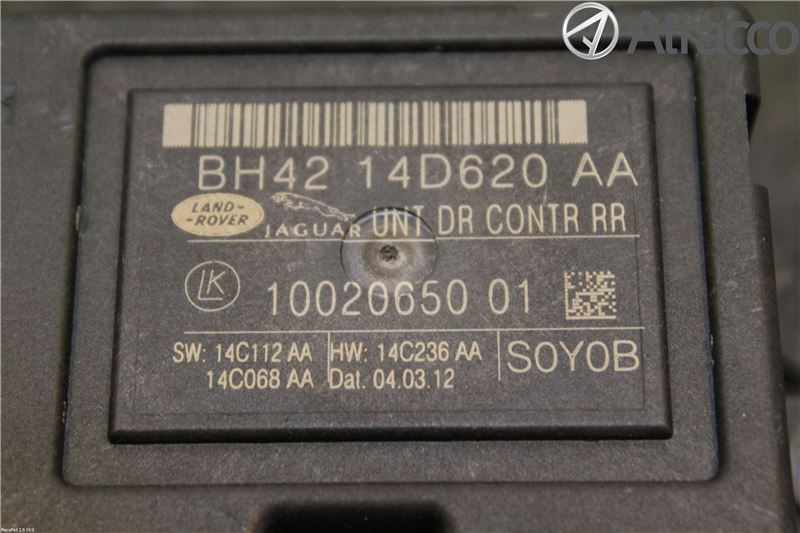 Atracco
BH42 14D620 AA
LAND-
-ROVER
JAGUAR UNT DR CONTR RR
LK 10020650 01
SW: 14C112 AA HW: 14C236 AA SOYOB
14C068 AA Dat. 04.03.12